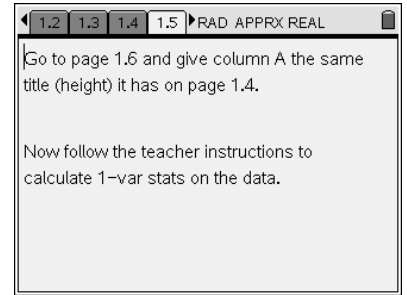 1.2 1.3 1.4 1.5 RAD APPRX REAL
Go to page 1.6 and give column A the same
title (height) it has on page 1.4.
Now follow the teacher instructions to
calculate 1-var stats on the data.